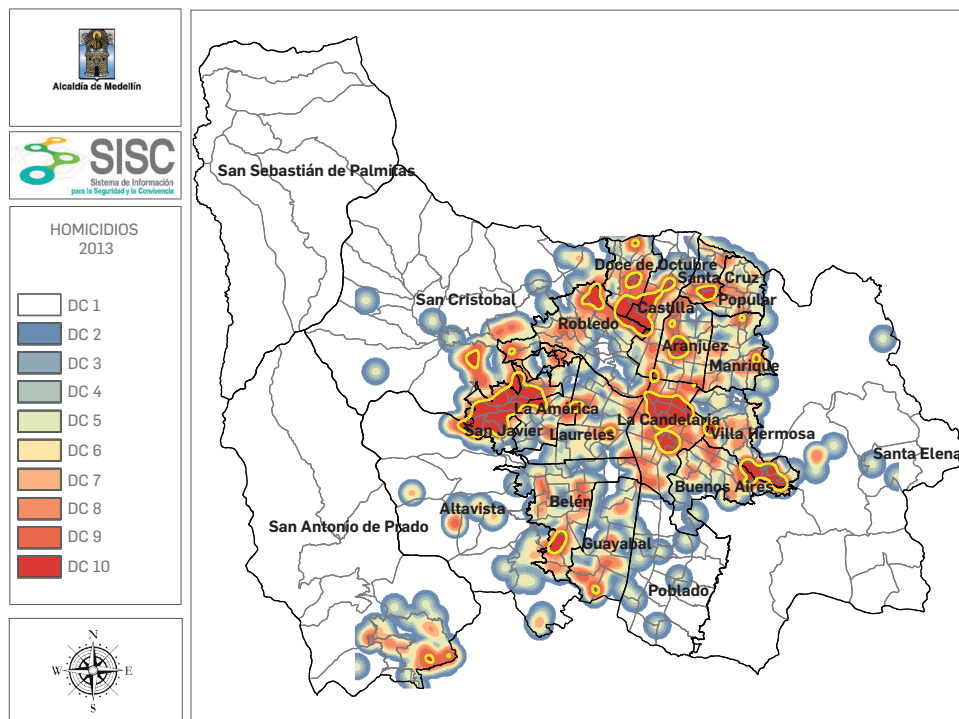 Alcaldía de Medellín
SISC
Sistema de Información
para la Seguridad y la Convivencia
HOMICIDIOS
2013
DC 1
DC 2
DC 3
DC 4
DC 5
DC 6
DC 7
DC 8
DC 9
DC 10
N
W
E
S
San Sebastián de Palmitas
San Cristobal
Doce de Octubre
Santa Cruz
Popular
Castilla
Robledo
Aranjuez
Manrique
La América
La Candelaria
San Javier
Laureles
Villa Hermosa
Santa Elena
Buenos Aires
Belén
Altavista
San Antonio de Prado
Guayabal
Poblado